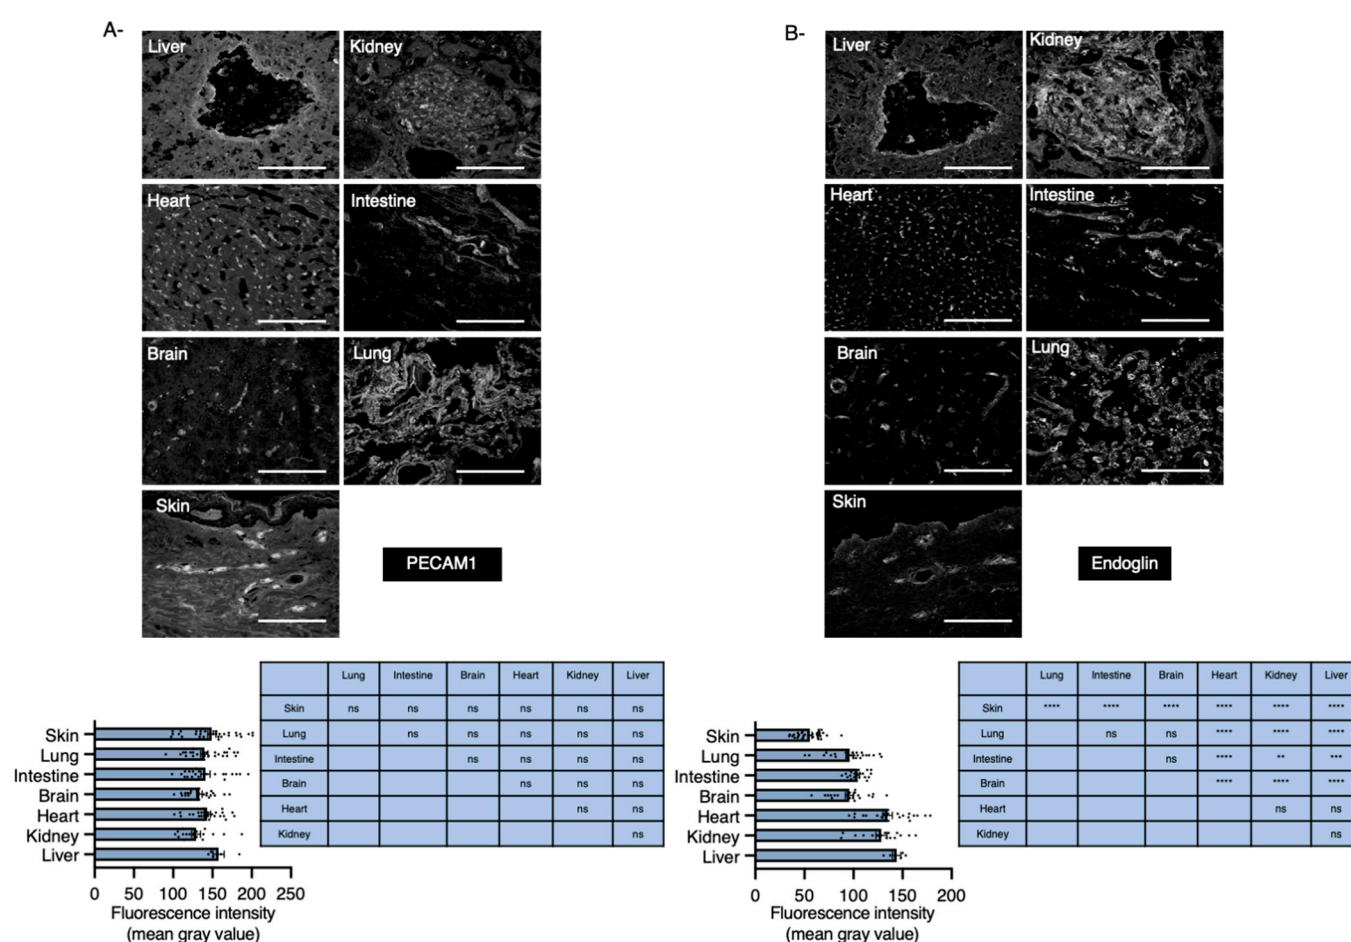 A-
Liver
Kidney
Heart
Intestine
Brain
Lung
Skin
PECAM1
B-
Liver
Kidney
Heart
Intestine
Brain
Lung
Skin
Endoglin
Skin
Lung
Intestine
Brain
Heart
Kidney
Liver
0 50 100 150 200 250
Fluorescence intensity
(mean gray value)
Lung Intestine Brain Heart Kidney Liver
Skin ns ns ns ns ns ns
Lung ns ns ns ns ns
Intestine ns ns ns ns
Brain ns ns ns
Heart ns ns
Kidney ns
Skin
Lung
Intestine
Brain
Heart
Kidney
Liver
0 50 100 150 200
Fluorescence intensity
(mean gray value)
Lung Intestine Brain Heart Kidney Liver
Skin **** **** **** **** **** ****
Lung ns ns **** **** ****
Intestine ns **** ** ***
Brain **** **** ****
Heart ns ns
Kidney ns